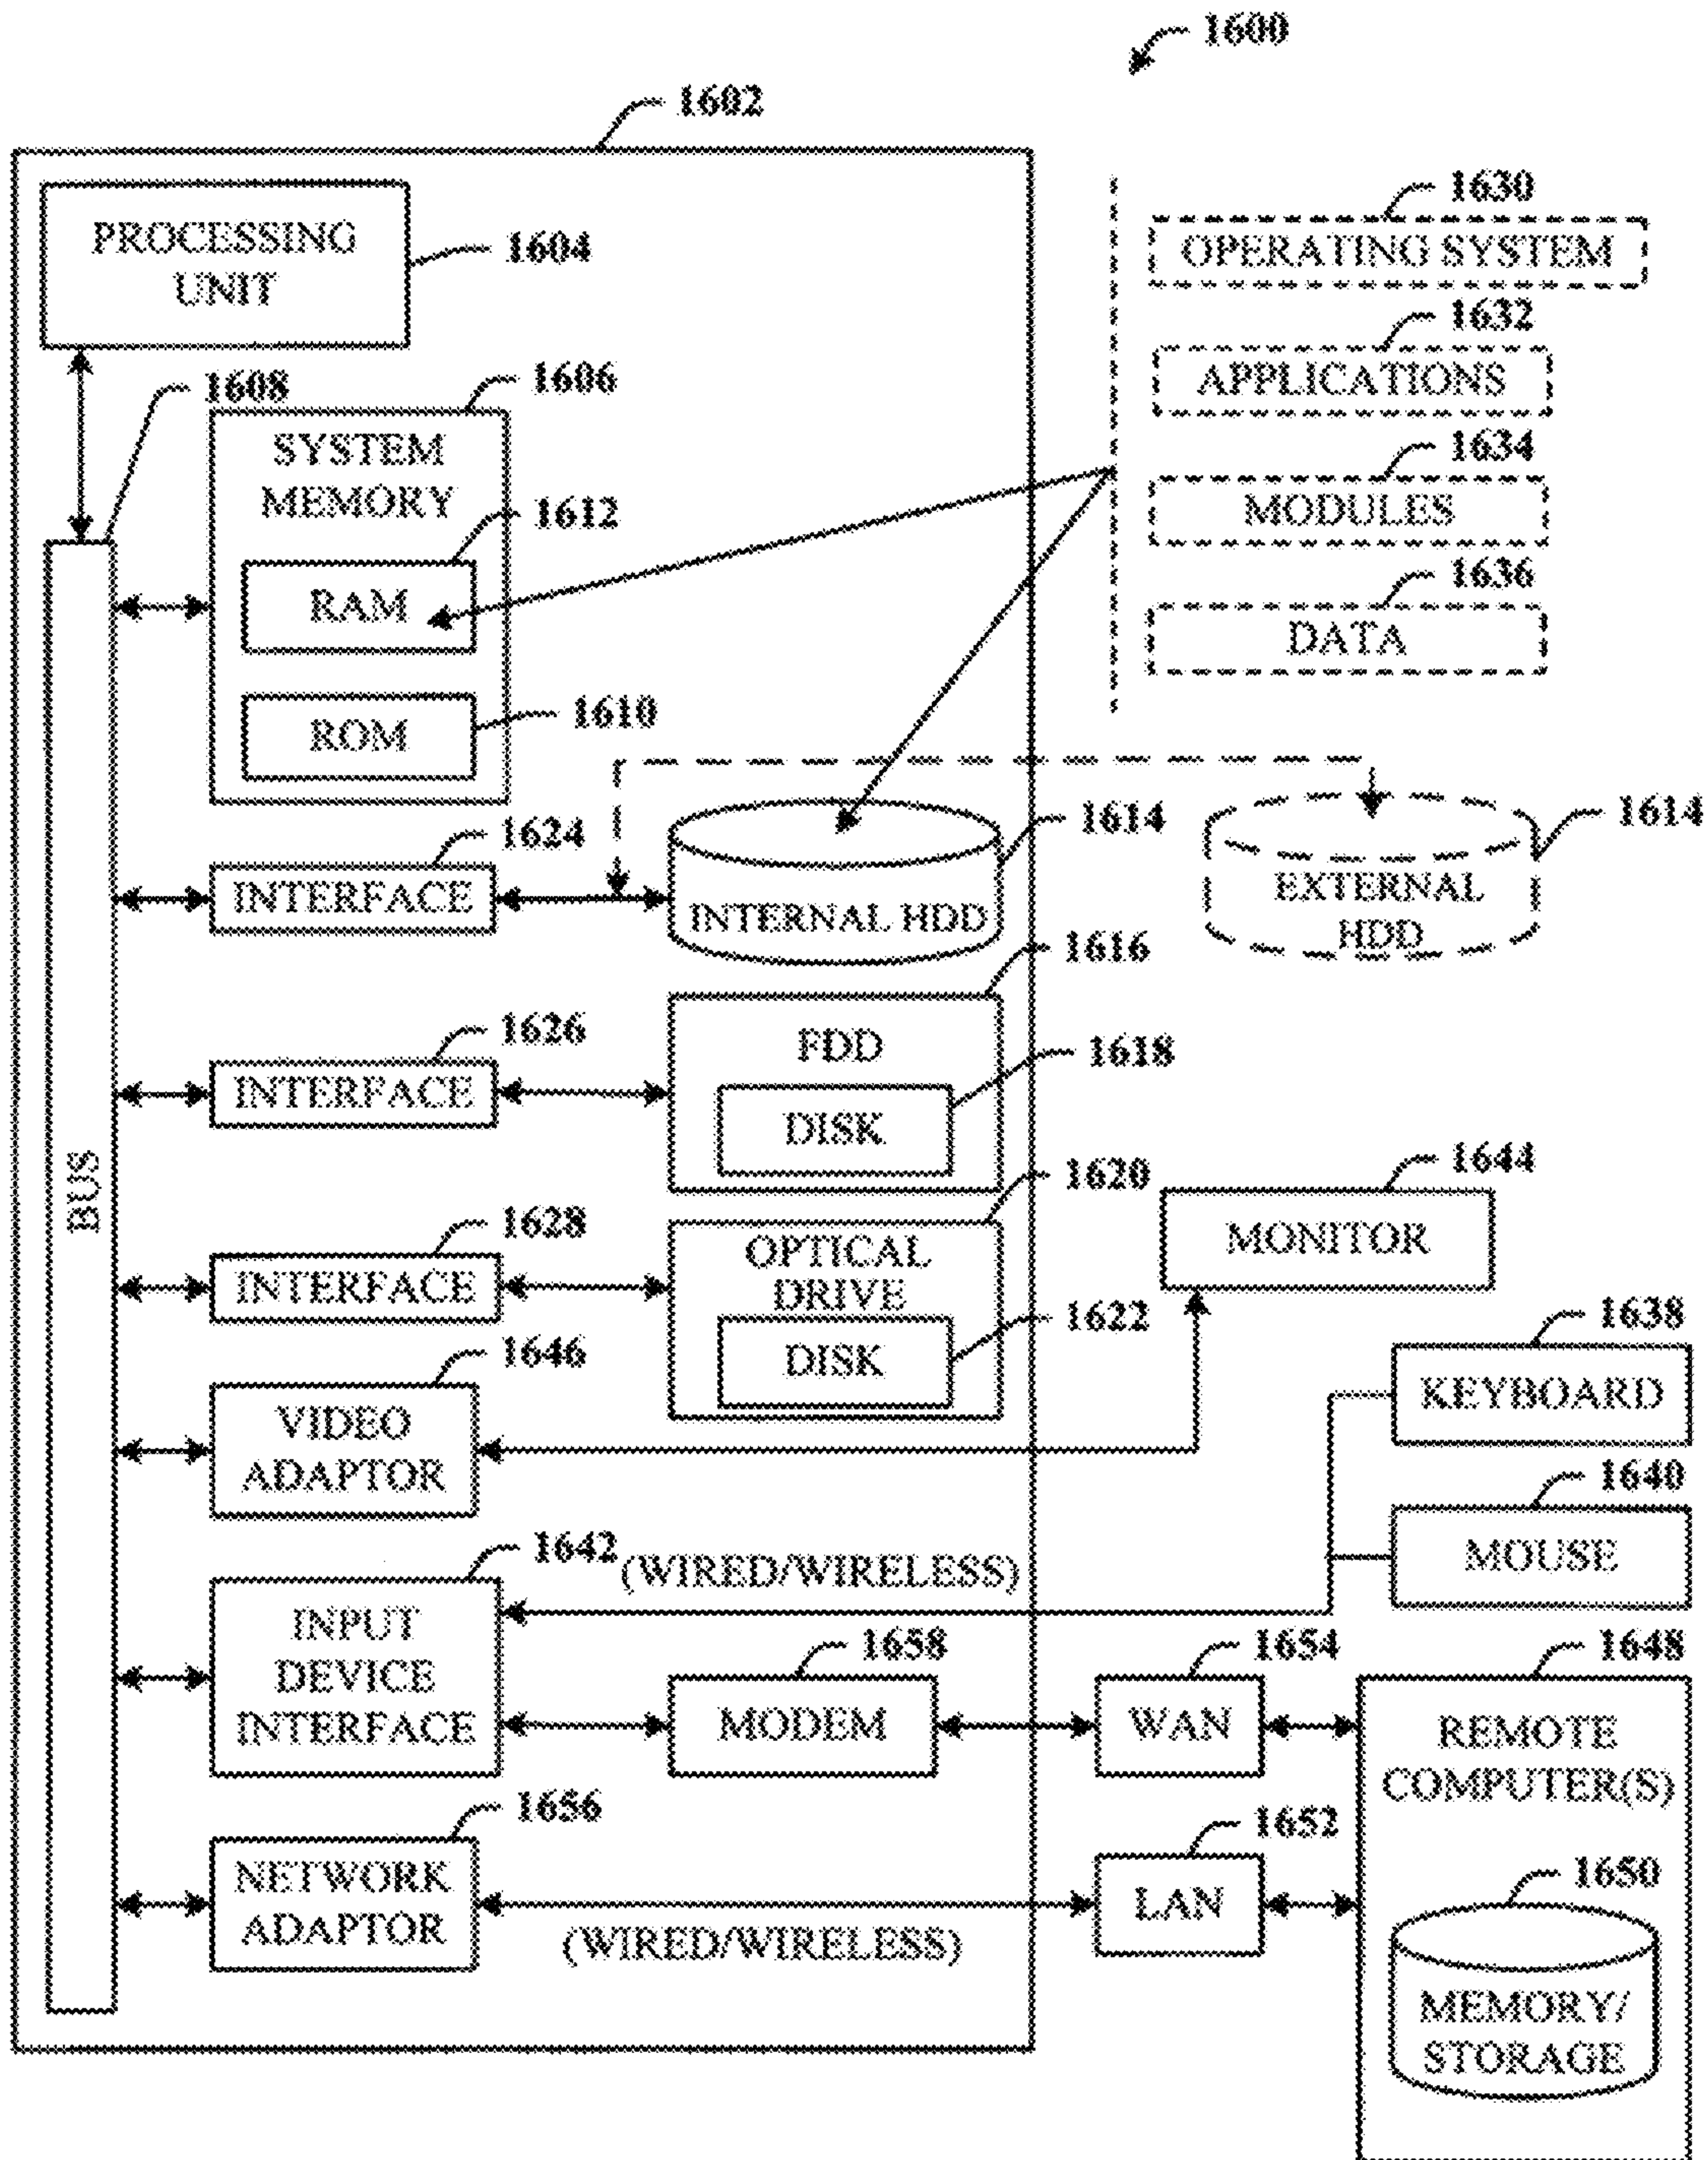 1600
1602
PROCESSING
UNIT
1604
1630
OPERATING SYSTEM
1632
APPLICATIONS
1634
MODULES
1636
DATA
1608
1606
SYSTEM
MEMORY
1612
RAM
1610
ROM
1624
INTERFACE
1614
INTERNAL HDD
1614
EXTERNAL
HDD
1616
FDD
1626
INTERFACE
1618
DISK
BUS
1620
OPTICAL
DRIVE
1628
INTERFACE
1622
DISK
1644
MONITOR
1646
VIDEO
ADAPTOR
1638
KEYBOARD
1640
MOUSE
1642
(WIRED/WIRELESS)
INPUT
DEVICE
INTERFACE
1658
MODEM
1654
WAN
1648
REMOTE
COMPUTER(S)
1656
NETWORK
ADAPTOR
(WIRED/WIRELESS)
1652
LAN
1650
MEMORY/
STORAGE